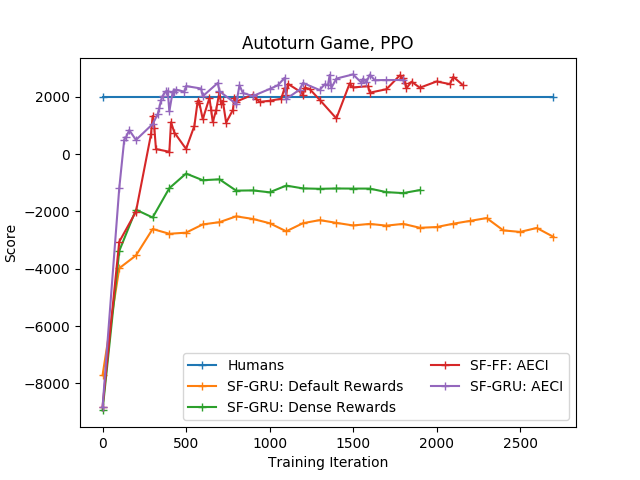 Autoturn Game, PPO
Score
2000
0
−2000
−4000
−6000
−8000
0 500 1000 1500 2000 2500
Training Iteration
Humans
SF-GRU: Default Rewards
SF-GRU: Dense Rewards
SF-FF: AECI
SF-GRU: AECI